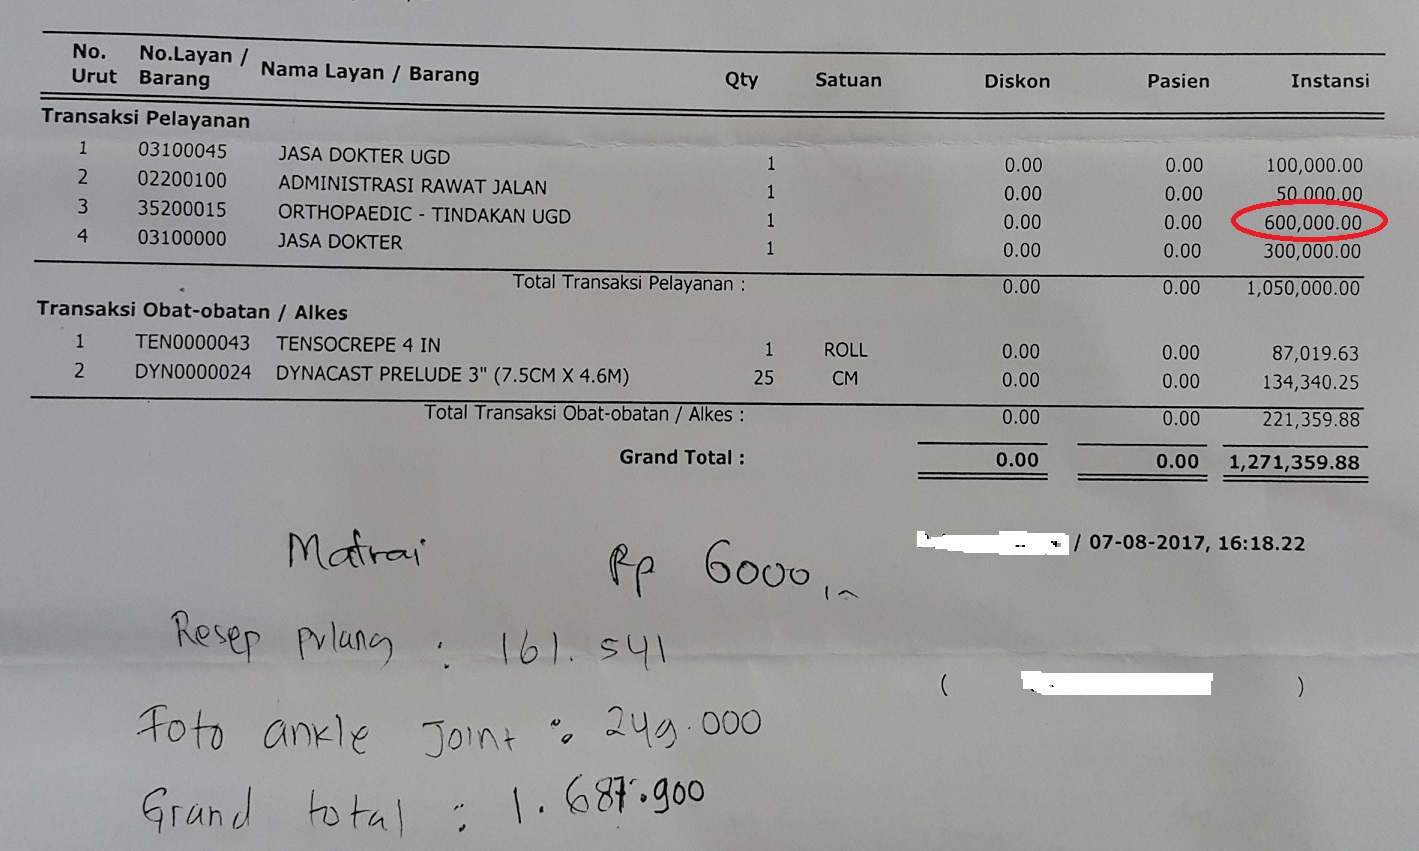 No. No.Layan /
Urut Barang Nama Layan / Barang Qty Satuan Diskon Pasien Instansi
Transaksi Pelayanan
1 03100045 JASA DOKTER UGD 1 0.00 0.00 100,000.00
2 02200100 ADMINISTRASI RAWAT JALAN 1 0.00 0.00 50,000.00
3 35200015 ORTHOPAEDIC - TINDAKAN UGD 1 0.00 0.00 600,000.00
4 03100000 JASA DOKTER 1 0.00 0.00 300,000.00
Total Transaksi Pelayanan : 0.00 0.00 1,050,000.00
Transaksi Obat-obatan / Alkes
1 TEN0000043 TENSOCREPE 4 IN 1 ROLL 0.00 0.00 87,019.63
2 DYN0000024 DYNACAST PRELUDE 3" (7.5CM X 4.6M) 25 CM 0.00 0.00 134,340.25
Total Transaksi Obat-obatan / Alkes : 0.00 0.00 221,359.88
Grand Total : 0.00 0.00 1,271,359.88
/ 07-08-2017, 16:18.22
Matrai Rp 6000,-
Resep pulang : 161.541
( )
Foto ankle Joint : 249.000
Grand total : 1.687.900